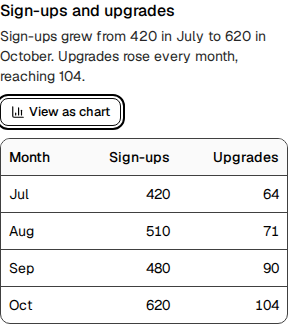 Sign-ups and upgrades
Sign-ups grew from 420 in July to 620 in
October. Upgrades rose every month,
reaching 104.
View as chart
Month Sign-ups Upgrades
Jul 420 64
Aug 510 71
Sep 480 90
Oct 620 104